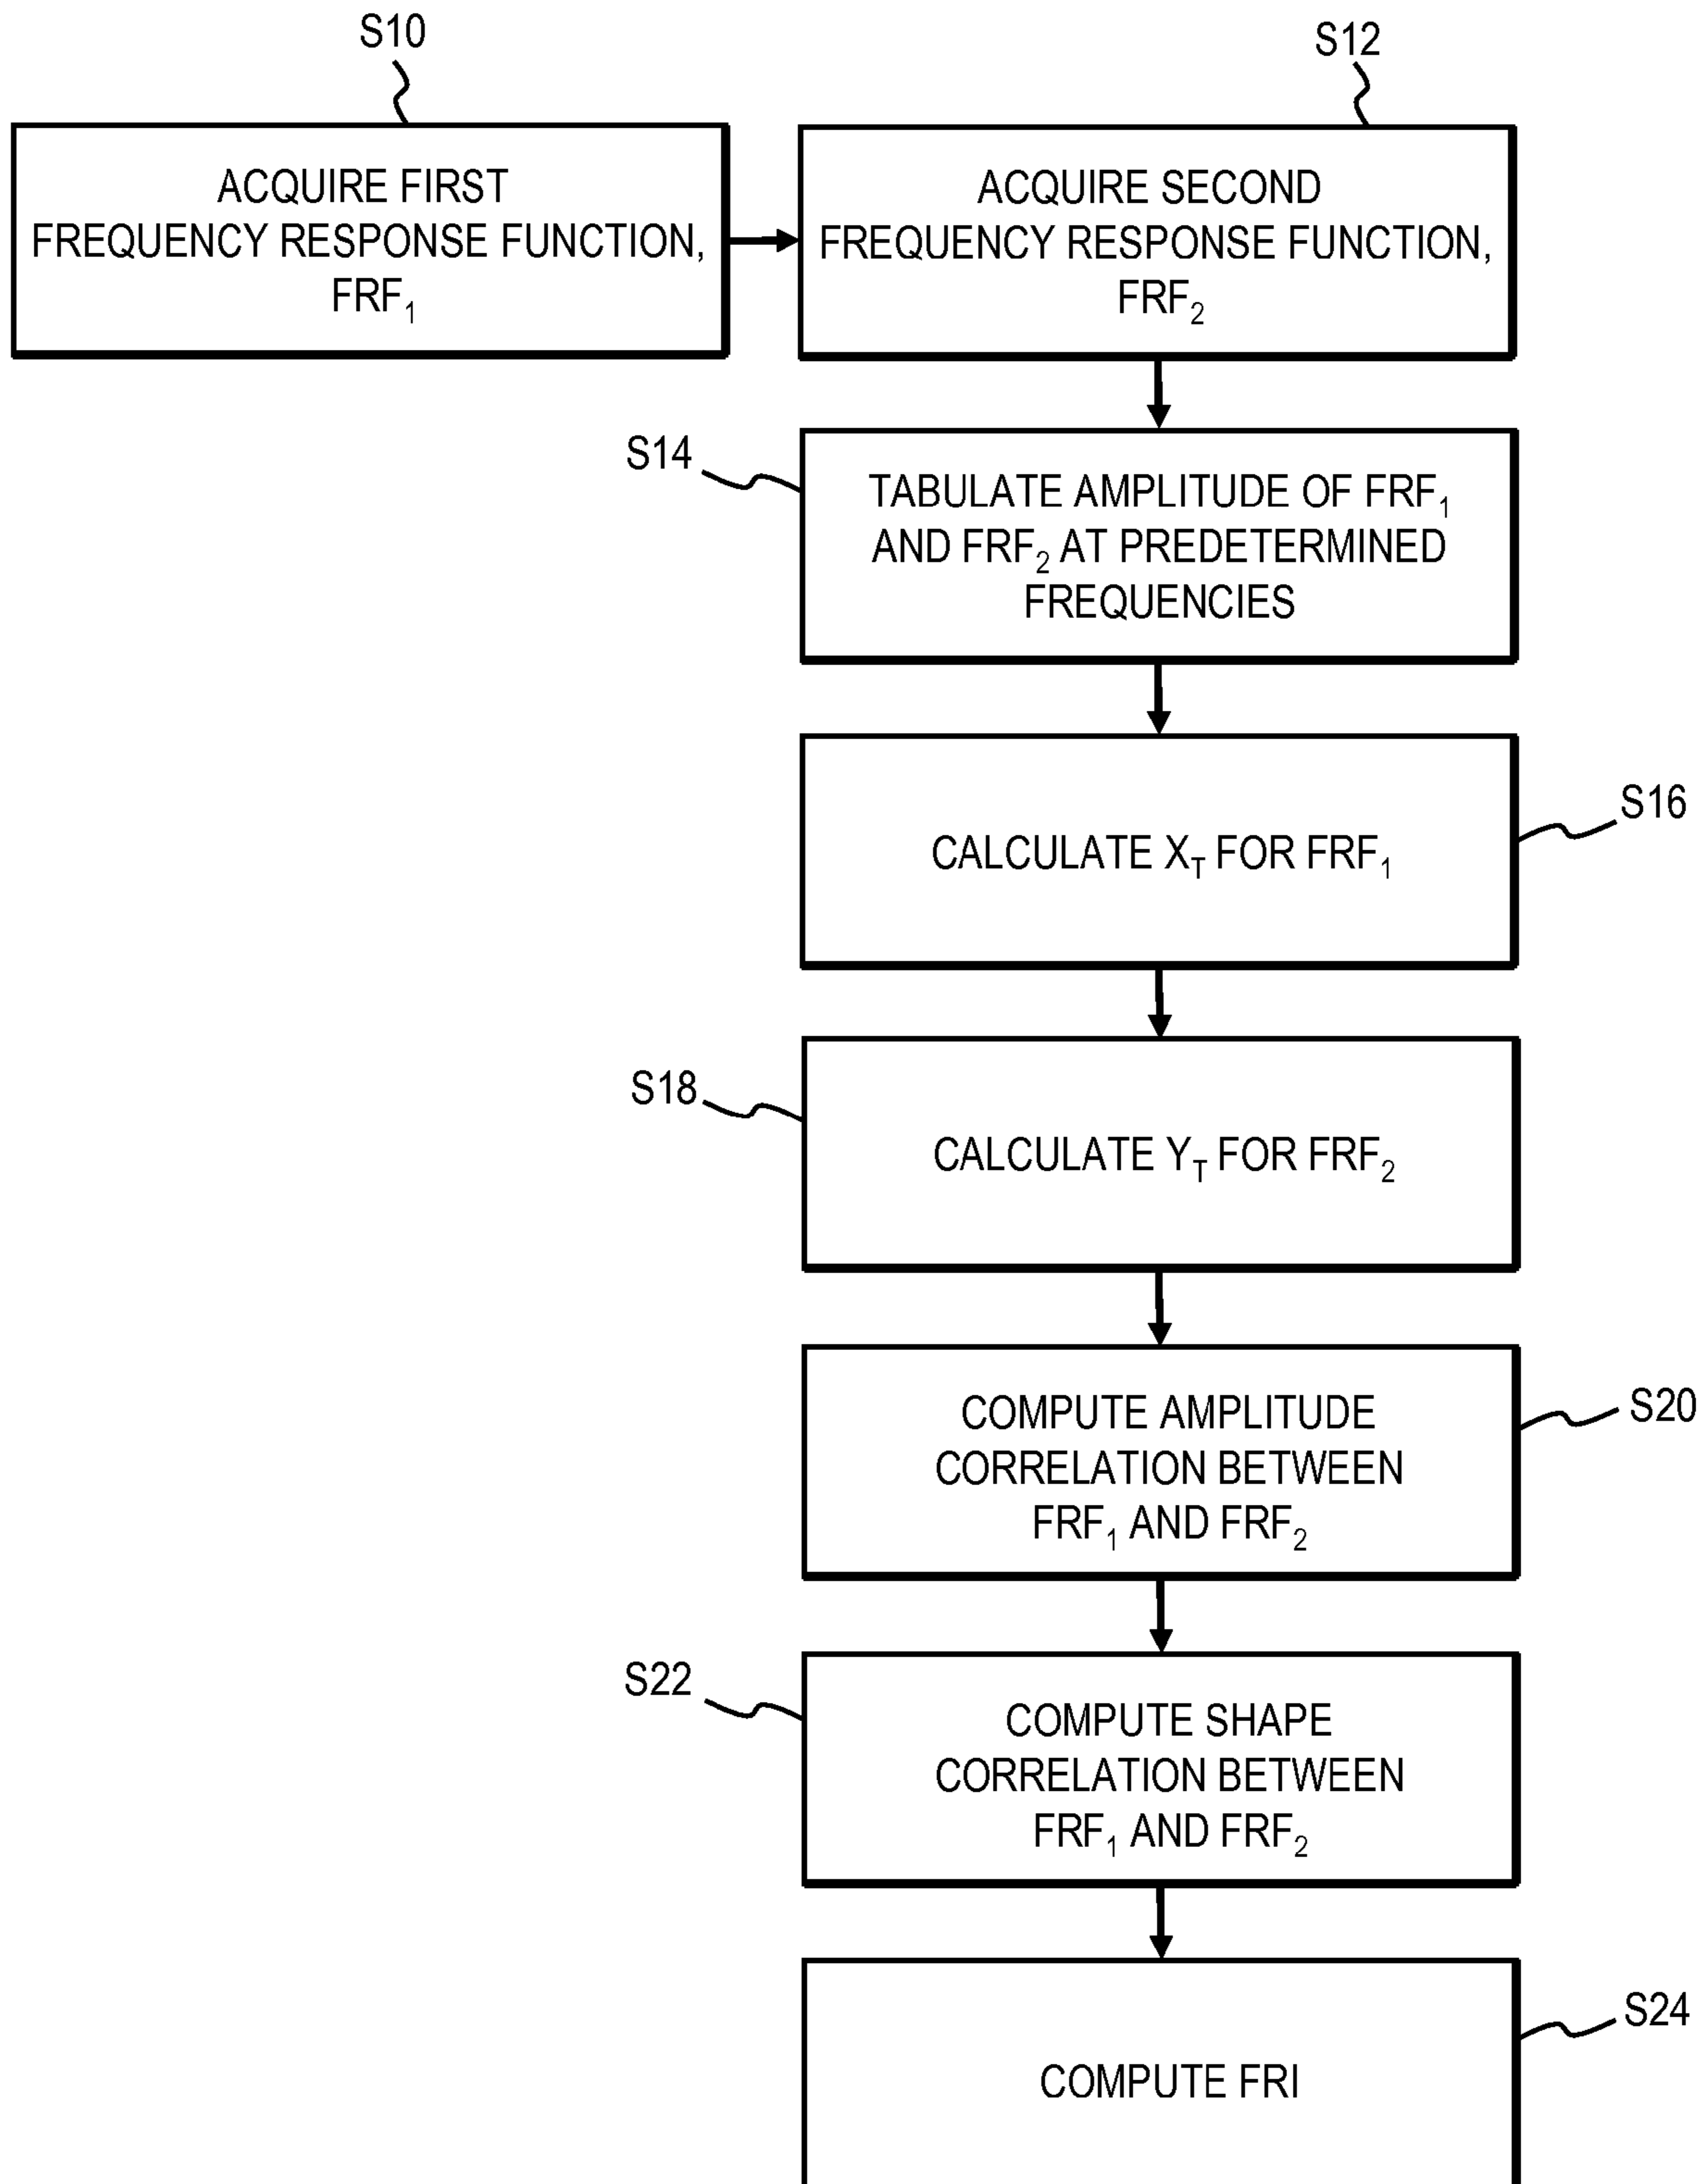 S10
ACQUIRE FIRST
FREQUENCY RESPONSE FUNCTION,
FRF₁
S12
ACQUIRE SECOND
FREQUENCY RESPONSE FUNCTION,
FRF₂
S14
TABULATE AMPLITUDE OF FRF₁
AND FRF₂ AT PREDETERMINED
FREQUENCIES
S16
CALCULATE X_T FOR FRF₁
S18
CALCULATE Y_T FOR FRF₂
S20
COMPUTE AMPLITUDE
CORRELATION BETWEEN
FRF₁ AND FRF₂
S22
COMPUTE SHAPE
CORRELATION BETWEEN
FRF₁ AND FRF₂
S24
COMPUTE FRI